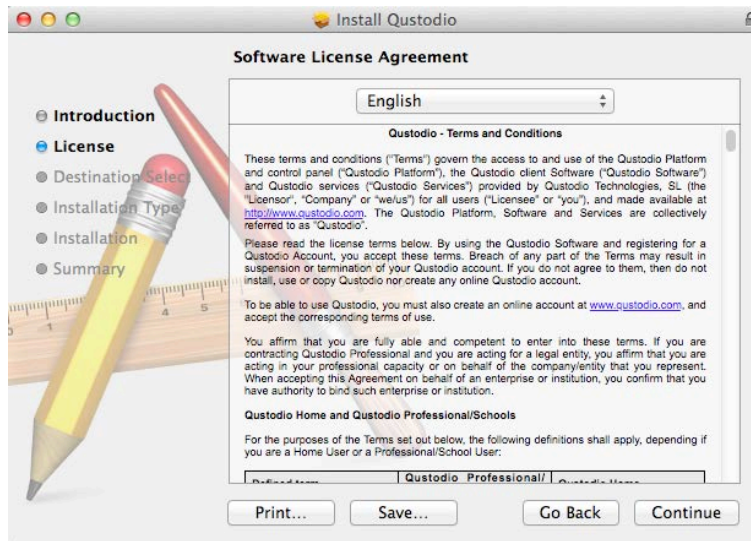 Install Qustodio
Software License Agreement
Introduction
License
Destination Select
Installation Type
Installation
Summary
English
Qustodio - Terms and Conditions
These terms and conditions ("Terms") govern the access to and use of the Qustodio Platform
and control panel ("Qustodio Platform"), the Qustodio client Software ("Qustodio Software")
and Qustodio services ("Qustodio Services") provided by Qustodio Technologies, SL (the
"Licensor", "Company" or "we/us") for all users ("Licensee" or "you"), and made available at
http://www.qustodio.com. The Qustodio Platform, Software and Services are collectively
referred to as "Qustodio".
Please read the license terms below. By using the Qustodio Software and registering for a
Qustodio Account, you accept these terms. Breach of any part of the Terms may result in
suspension or termination of your Qustodio account. If you do not agree to them, then do not
install, use or copy Qustodio nor create any online Qustodio account.
To be able to use Qustodio, you must also create an online account at www.qustodio.com, and
accept the corresponding terms of use.
You affirm that you are fully able and competent to enter into these terms. If you are
contracting Qustodio Professional and you are acting for a legal entity, you affirm that you are
acting in your professional capacity or on behalf of the company/entity that you represent.
When accepting this Agreement on behalf of an enterprise or institution, you confirm that you
have authority to bind such enterprise or institution.
Qustodio Home and Qustodio Professional/Schools
For the purposes of the Terms set out below, the following definitions shall apply, depending if
you are a Home User or a Professional/School User:
Defined term Qustodio Professional/ Qustodio Home
4 5
1
Print... Save... Go Back Continue